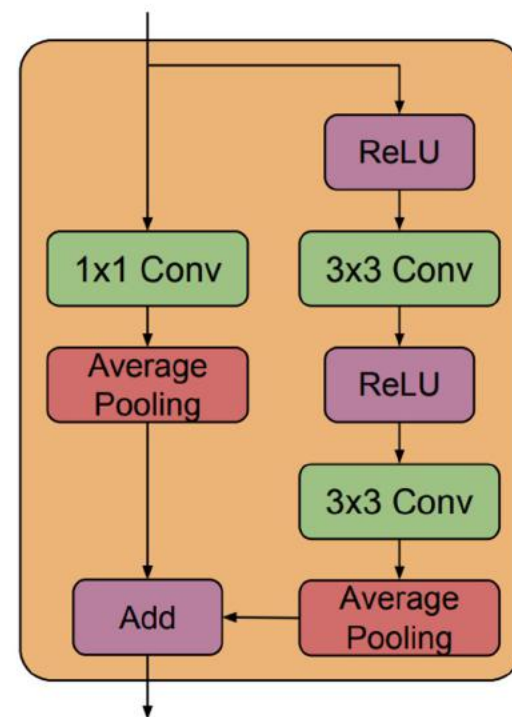 ReLU
1x1 Conv
3x3 Conv
Average
Pooling
ReLU
3x3 Conv
Add
Average
Pooling